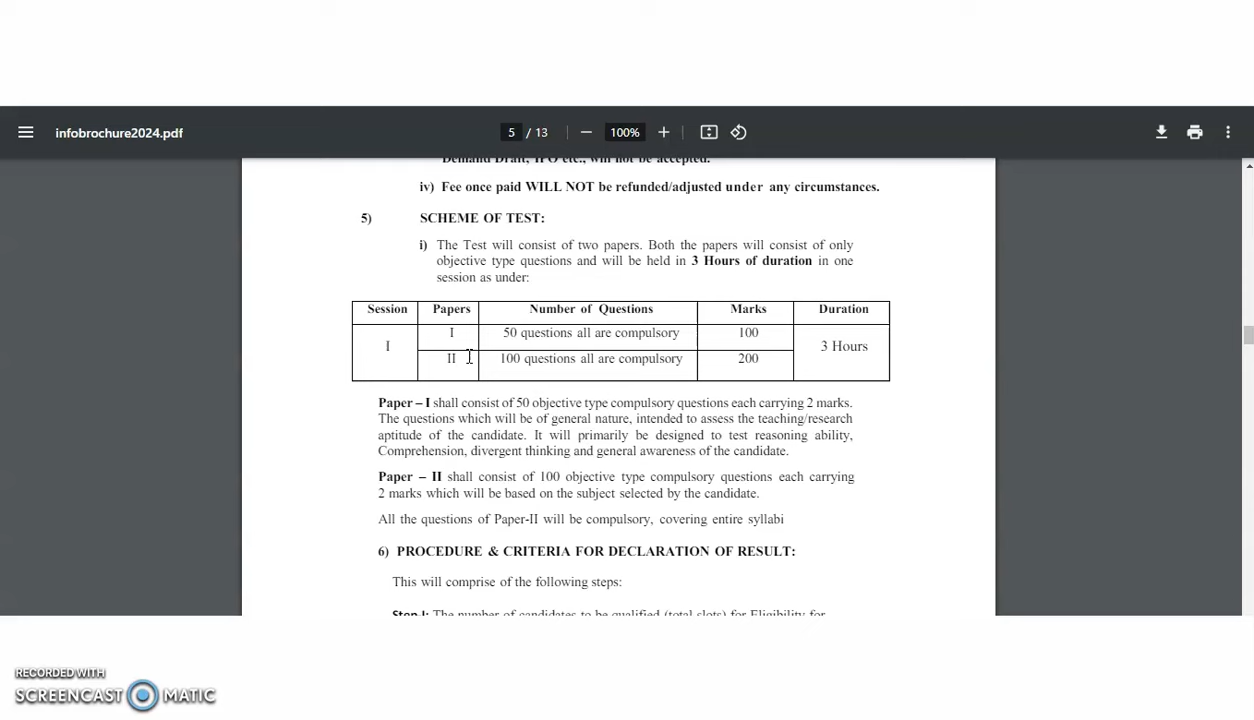 infobrochure2024.pdf
5 / 13
100%
Demand Draft, IPO etc., will not be accepted.
iv) Fee once paid WILL NOT be refunded/adjusted under any circumstances.
5) SCHEME OF TEST:
i) The Test will consist of two papers. Both the papers will consist of only
objective type questions and will be held in 3 Hours of duration in one
session as under:
Session Papers Number of Questions Marks Duration
I 50 questions all are compulsory 100
I 3 Hours
II 100 questions all are compulsory 200
Paper – I shall consist of 50 objective type compulsory questions each carrying 2 marks.
The questions which will be of general nature, intended to assess the teaching/research
aptitude of the candidate. It will primarily be designed to test reasoning ability,
Comprehension, divergent thinking and general awareness of the candidate.
Paper – II shall consist of 100 objective type compulsory questions each carrying
2 marks which will be based on the subject selected by the candidate.
All the questions of Paper-II will be compulsory, covering entire syllabi
6) PROCEDURE & CRITERIA FOR DECLARATION OF RESULT:
This will comprise of the following steps:
Step-I: The number of candidates to be qualified (total slots) for Eligibility for
RECORDED WITH
SCREENCAST MATIC